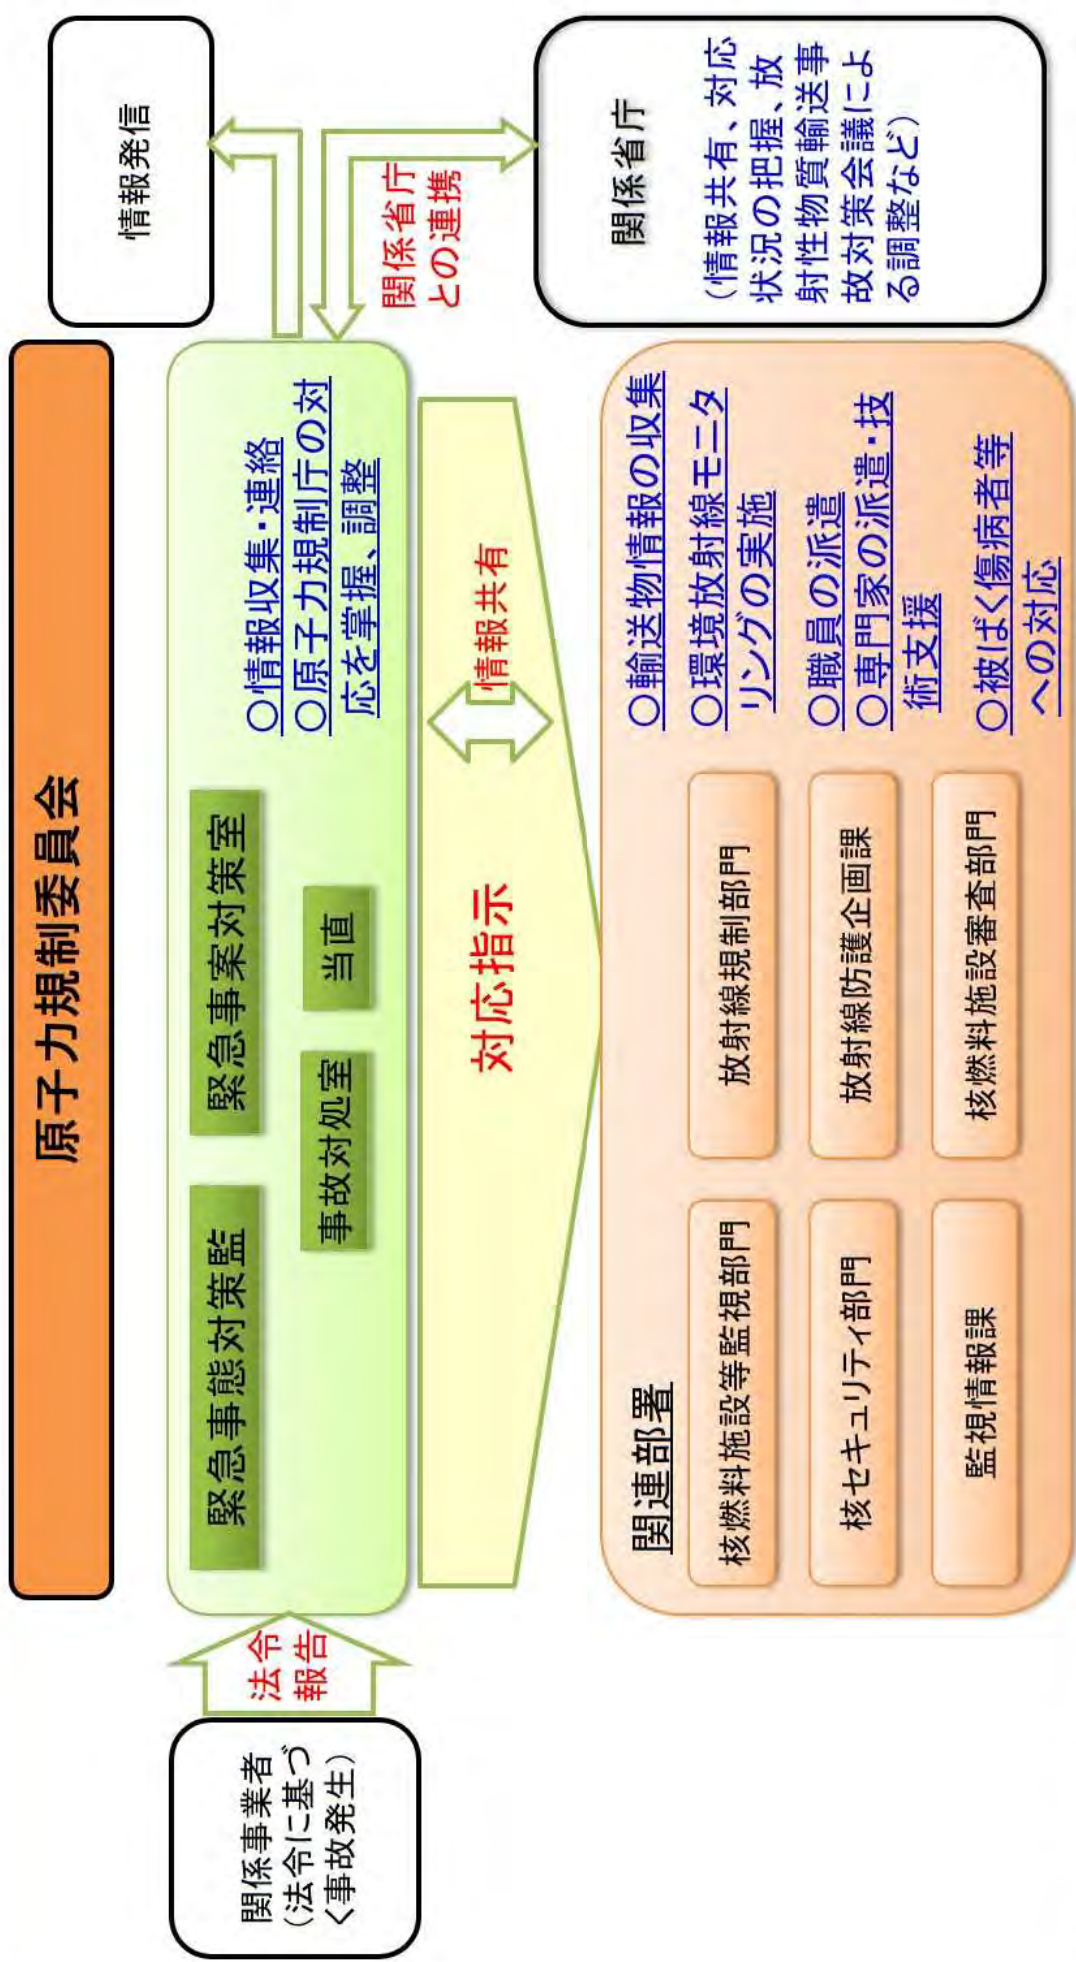 原子力規制委員会
関係事業者
（法令に基づ
く事故発生）
法令
報告
緊急事態対策監
緊急事案対策室
事故対処室
当直
○情報収集・連絡
○原子力規制庁の対
応を掌握、調整
情報発信
関係省庁
との連携
関係省庁
（情報共有、対応
状況の把握、放
射性物質輸送事
故対策会議によ
る調整など）
対応指示
情報共有
関連部署
核燃料施設等監視部門
放射線規制部門
核セキュリティ部門
放射線防護企画課
監視情報課
核燃料施設審査部門
○輸送物情報の収集
○環境放射線モニタ
リングの実施
○職員の派遣
○専門家の派遣・技
術支援
○被ばく傷病者等
への対応